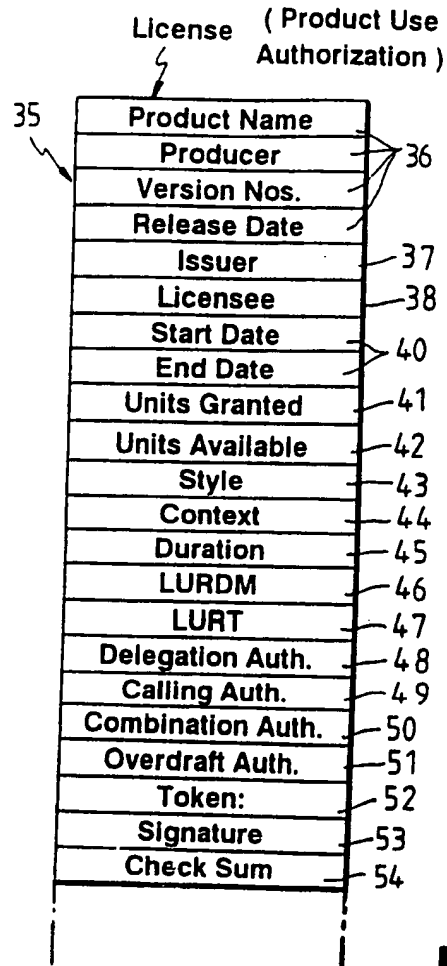 License ( Product Use
Authorization )
35
Product Name
Producer
36
Version Nos.
Release Date
Issuer 37
Licensee 38
Start Date
40
End Date
Units Granted 41
Units Available 42
Style 43
Context 44
Duration 45
LURDM 46
LURT 47
Delegation Auth. 48
Calling Auth. 49
Combination Auth. 50
Overdraft Auth. 51
Token: 52
Signature 53
Check Sum 54